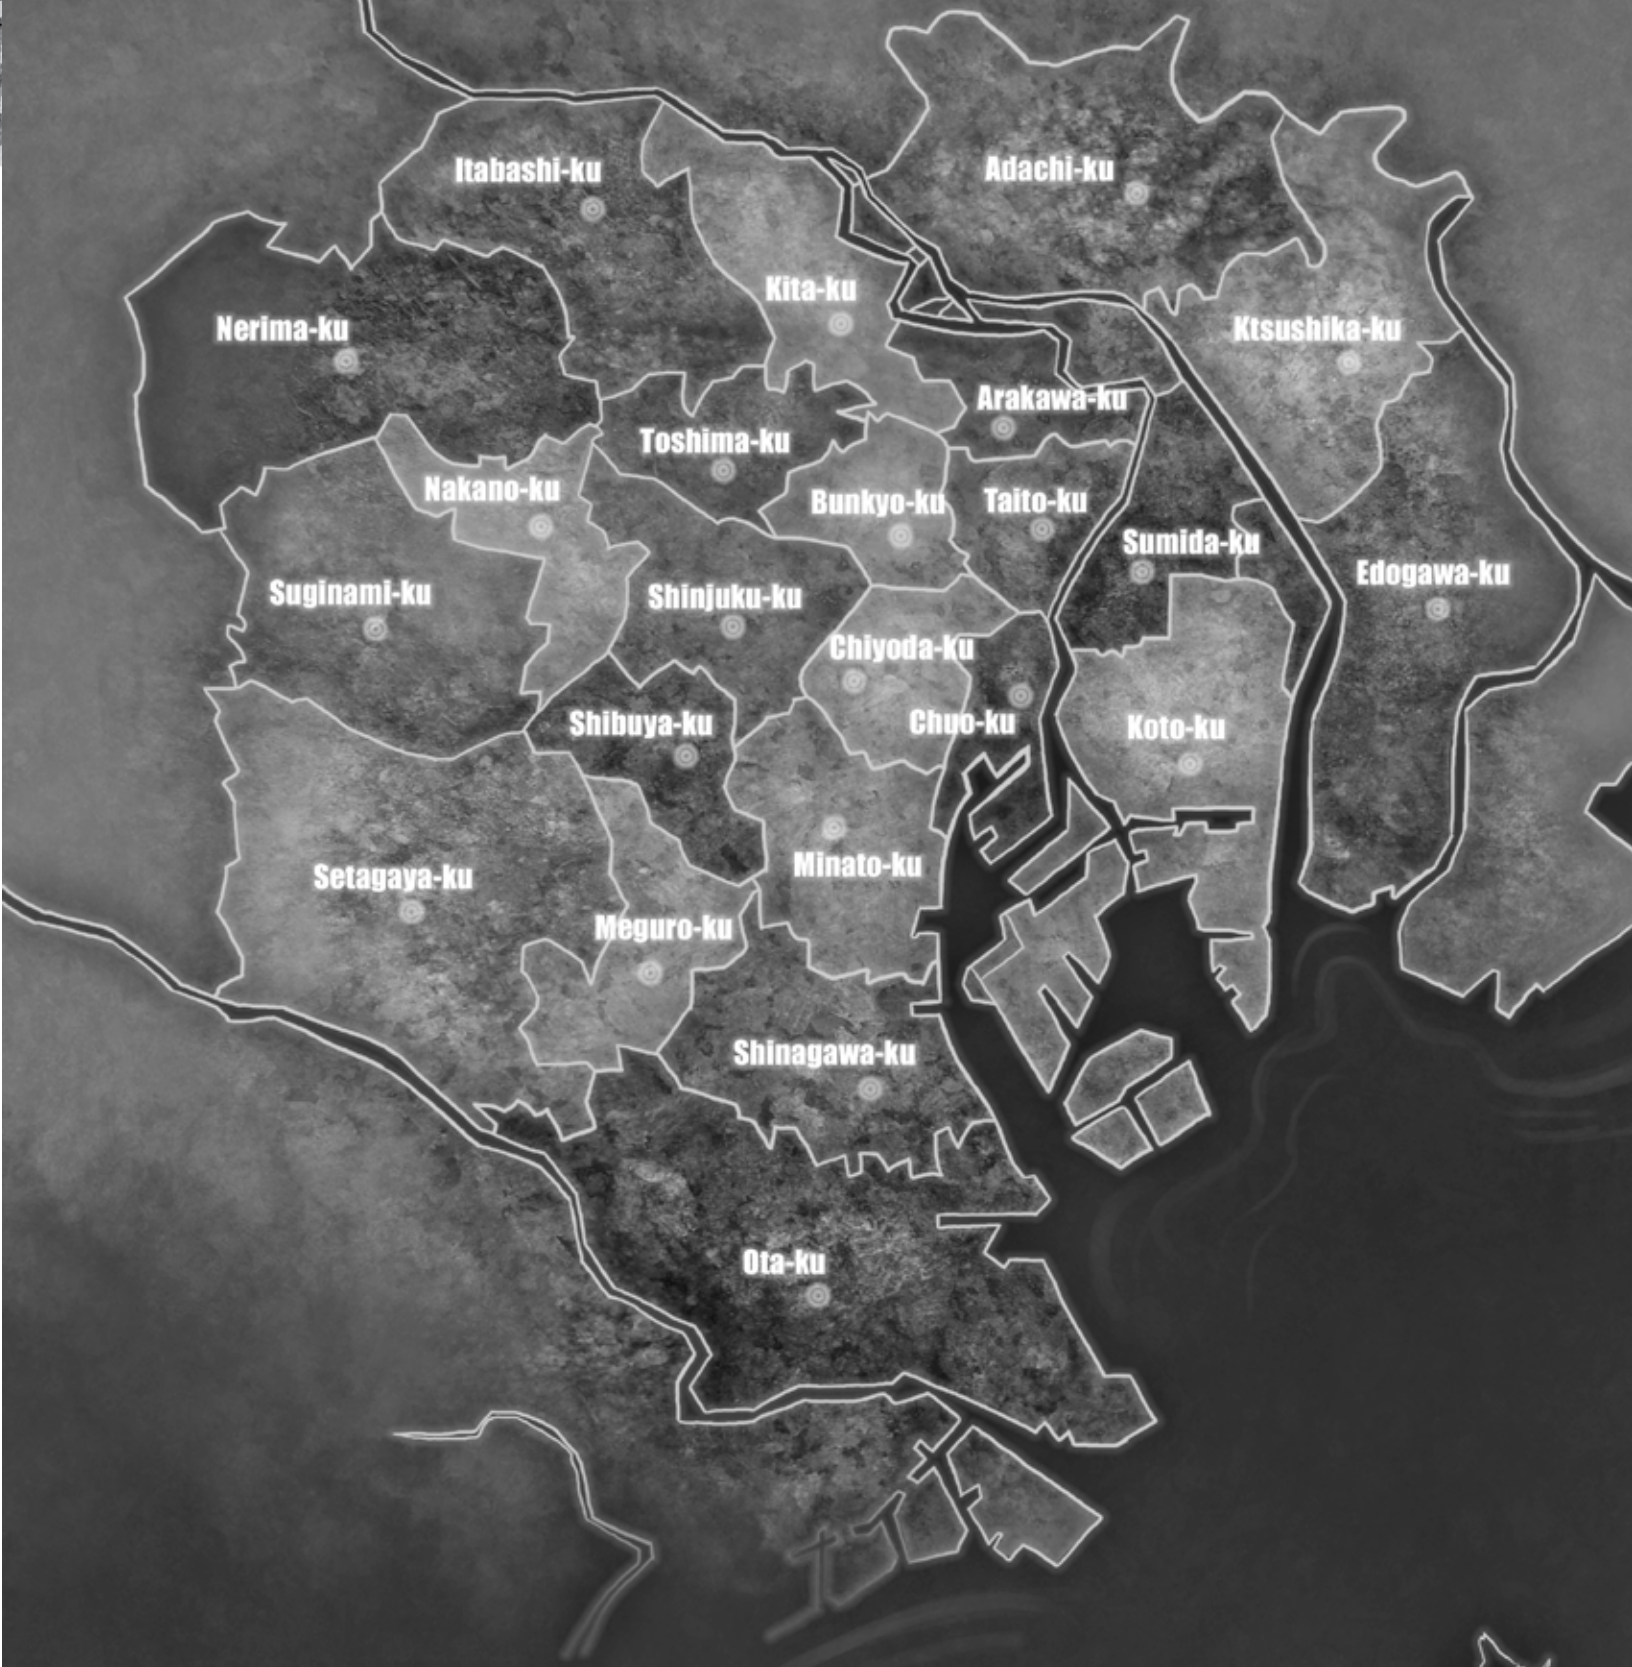 Itabashi-ku
Adachi-ku
Kita-ku
Nerima-ku
Ktsushika-ku
Arakawa-ku
Toshima-ku
Nakano-ku
Bunkyo-ku
Taito-ku
Sumida-ku
Edogawa-ku
Suginami-ku
Shinjuku-ku
Chiyoda-ku
Shibuya-ku
Chuo-ku
Koto-ku
Minato-ku
Setagaya-ku
Meguro-ku
Shinagawa-ku
Ota-ku